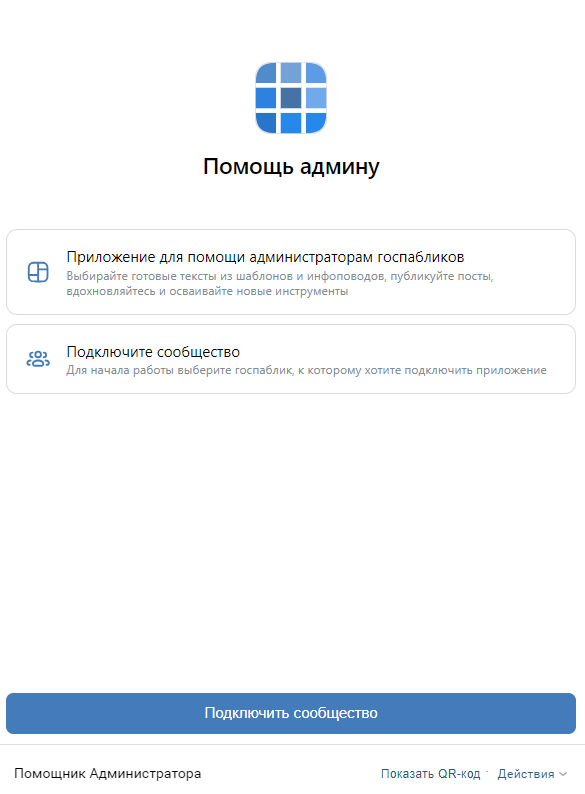 Помощь админу
Приложение для помощи администраторам госпабликов
Выбирайте готовые тексты из шаблонов и инфоповодов, публикуйте посты,
вдохновляйтесь и осваивайте новые инструменты
Подключите сообщество
Для начала работы выберите госпаблик, к которому хотите подключить приложение
Подключить сообщество
Помощник Администратора
Показать QR-код · Действия